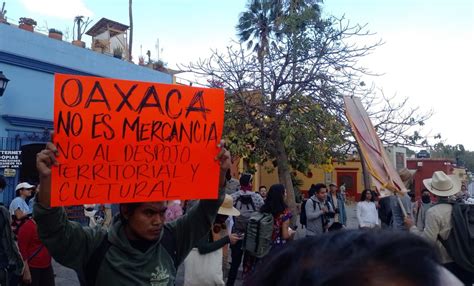 OAXACA
NO ES MERCANCIA
NO AL DESPOJO
TERRITORIAL Y
CULTURAL